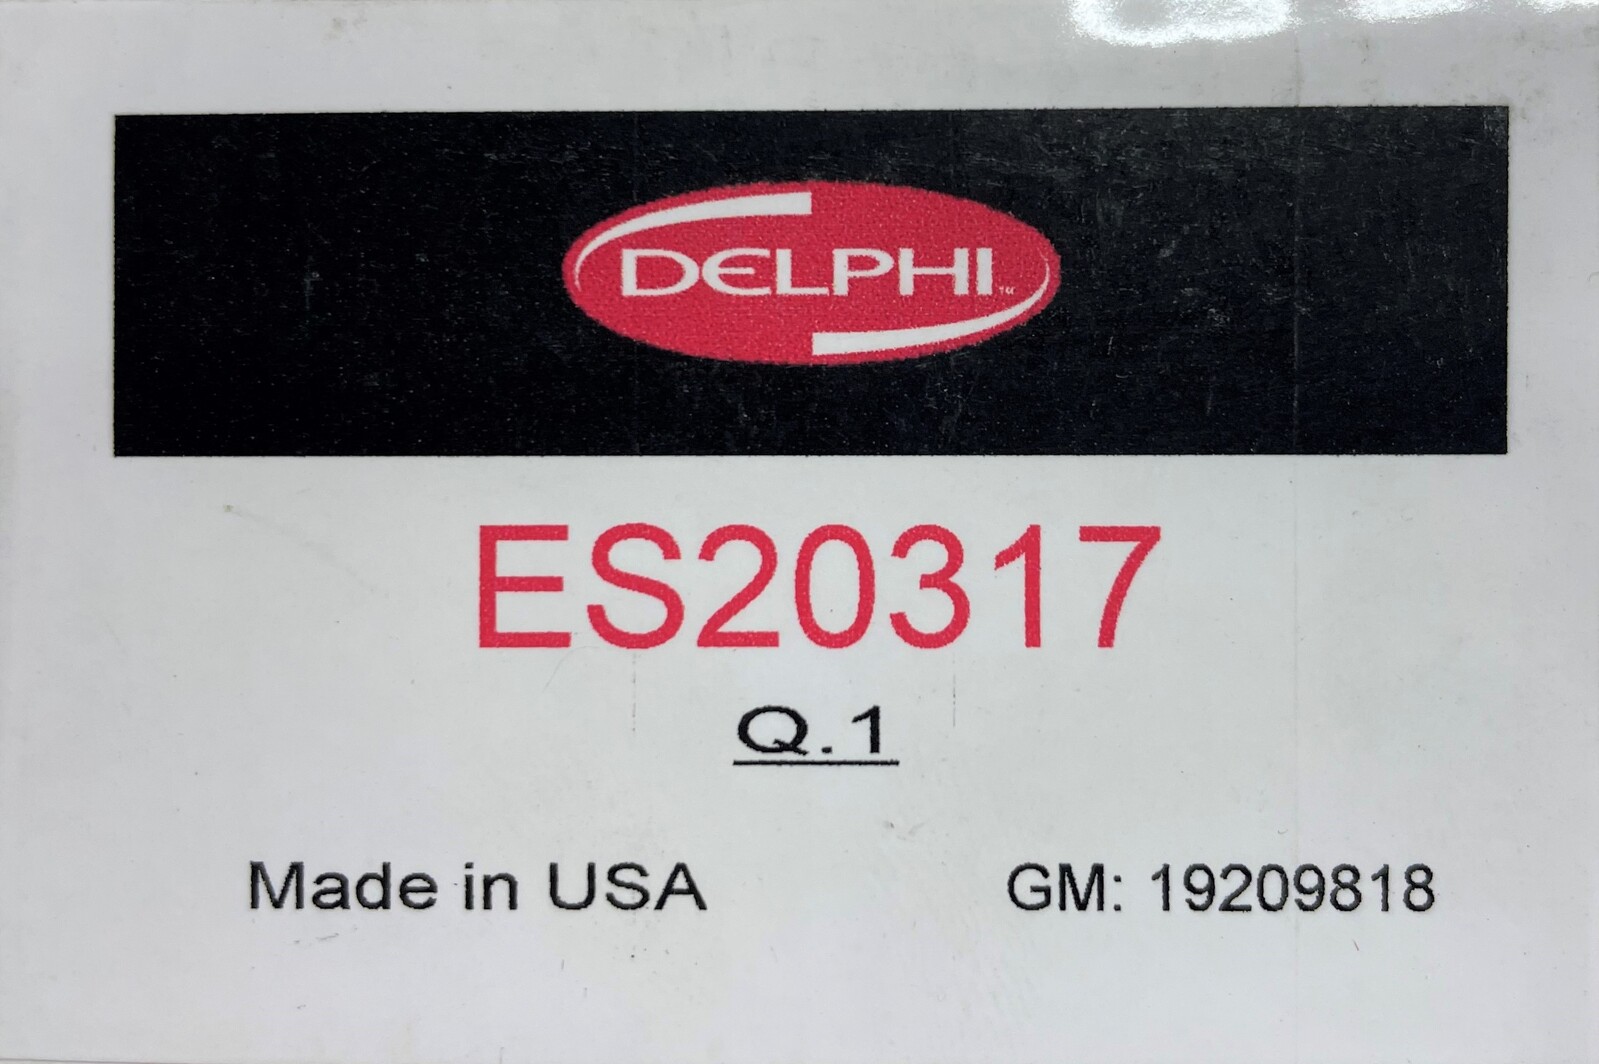 DELPHI
ES20317
Q.1
Made in USA
GM: 19209818